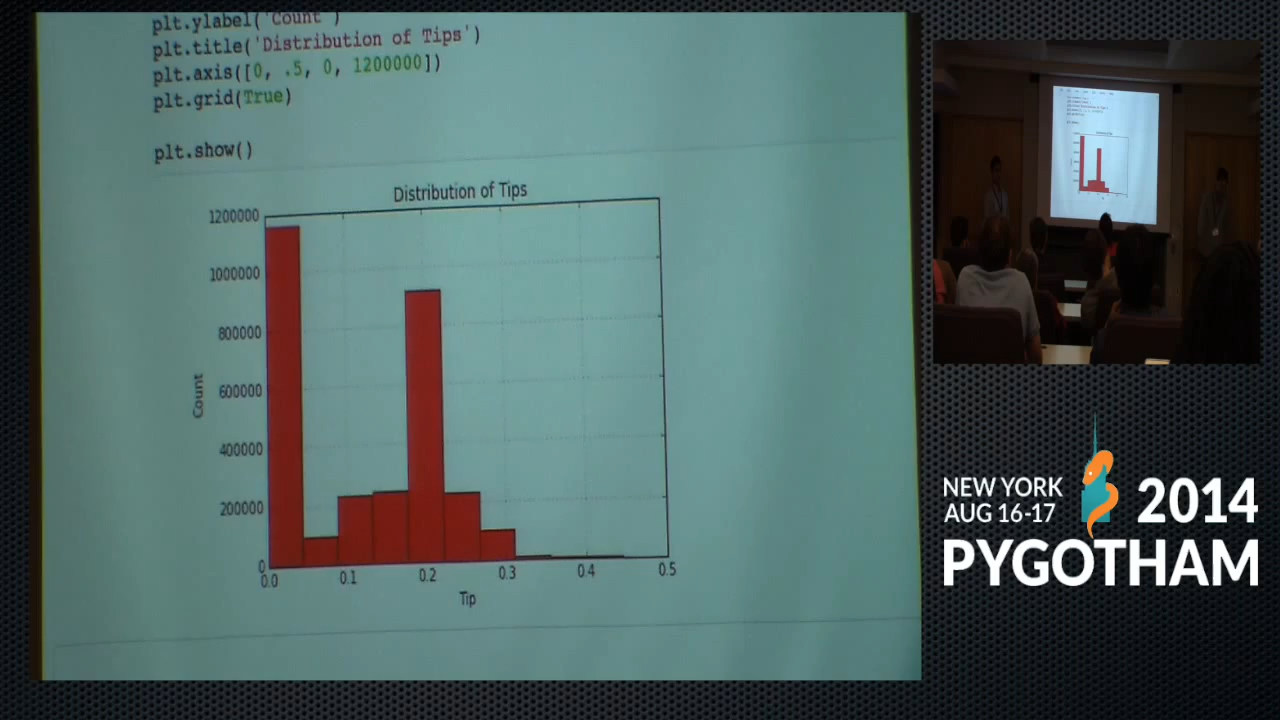 plt.ylabel('Count')
plt.title('Distribution of Tips')
plt.axis([0, .5, 0, 1200000])
plt.grid(True)
plt.show()
Distribution of Tips
1200000
1000000
800000
600000
400000
200000
0
Count
0.0 0.1 0.2 0.3 0.4 0.5
Tip
NEW YORK
AUG 16-17
2014
PYGOTHAM